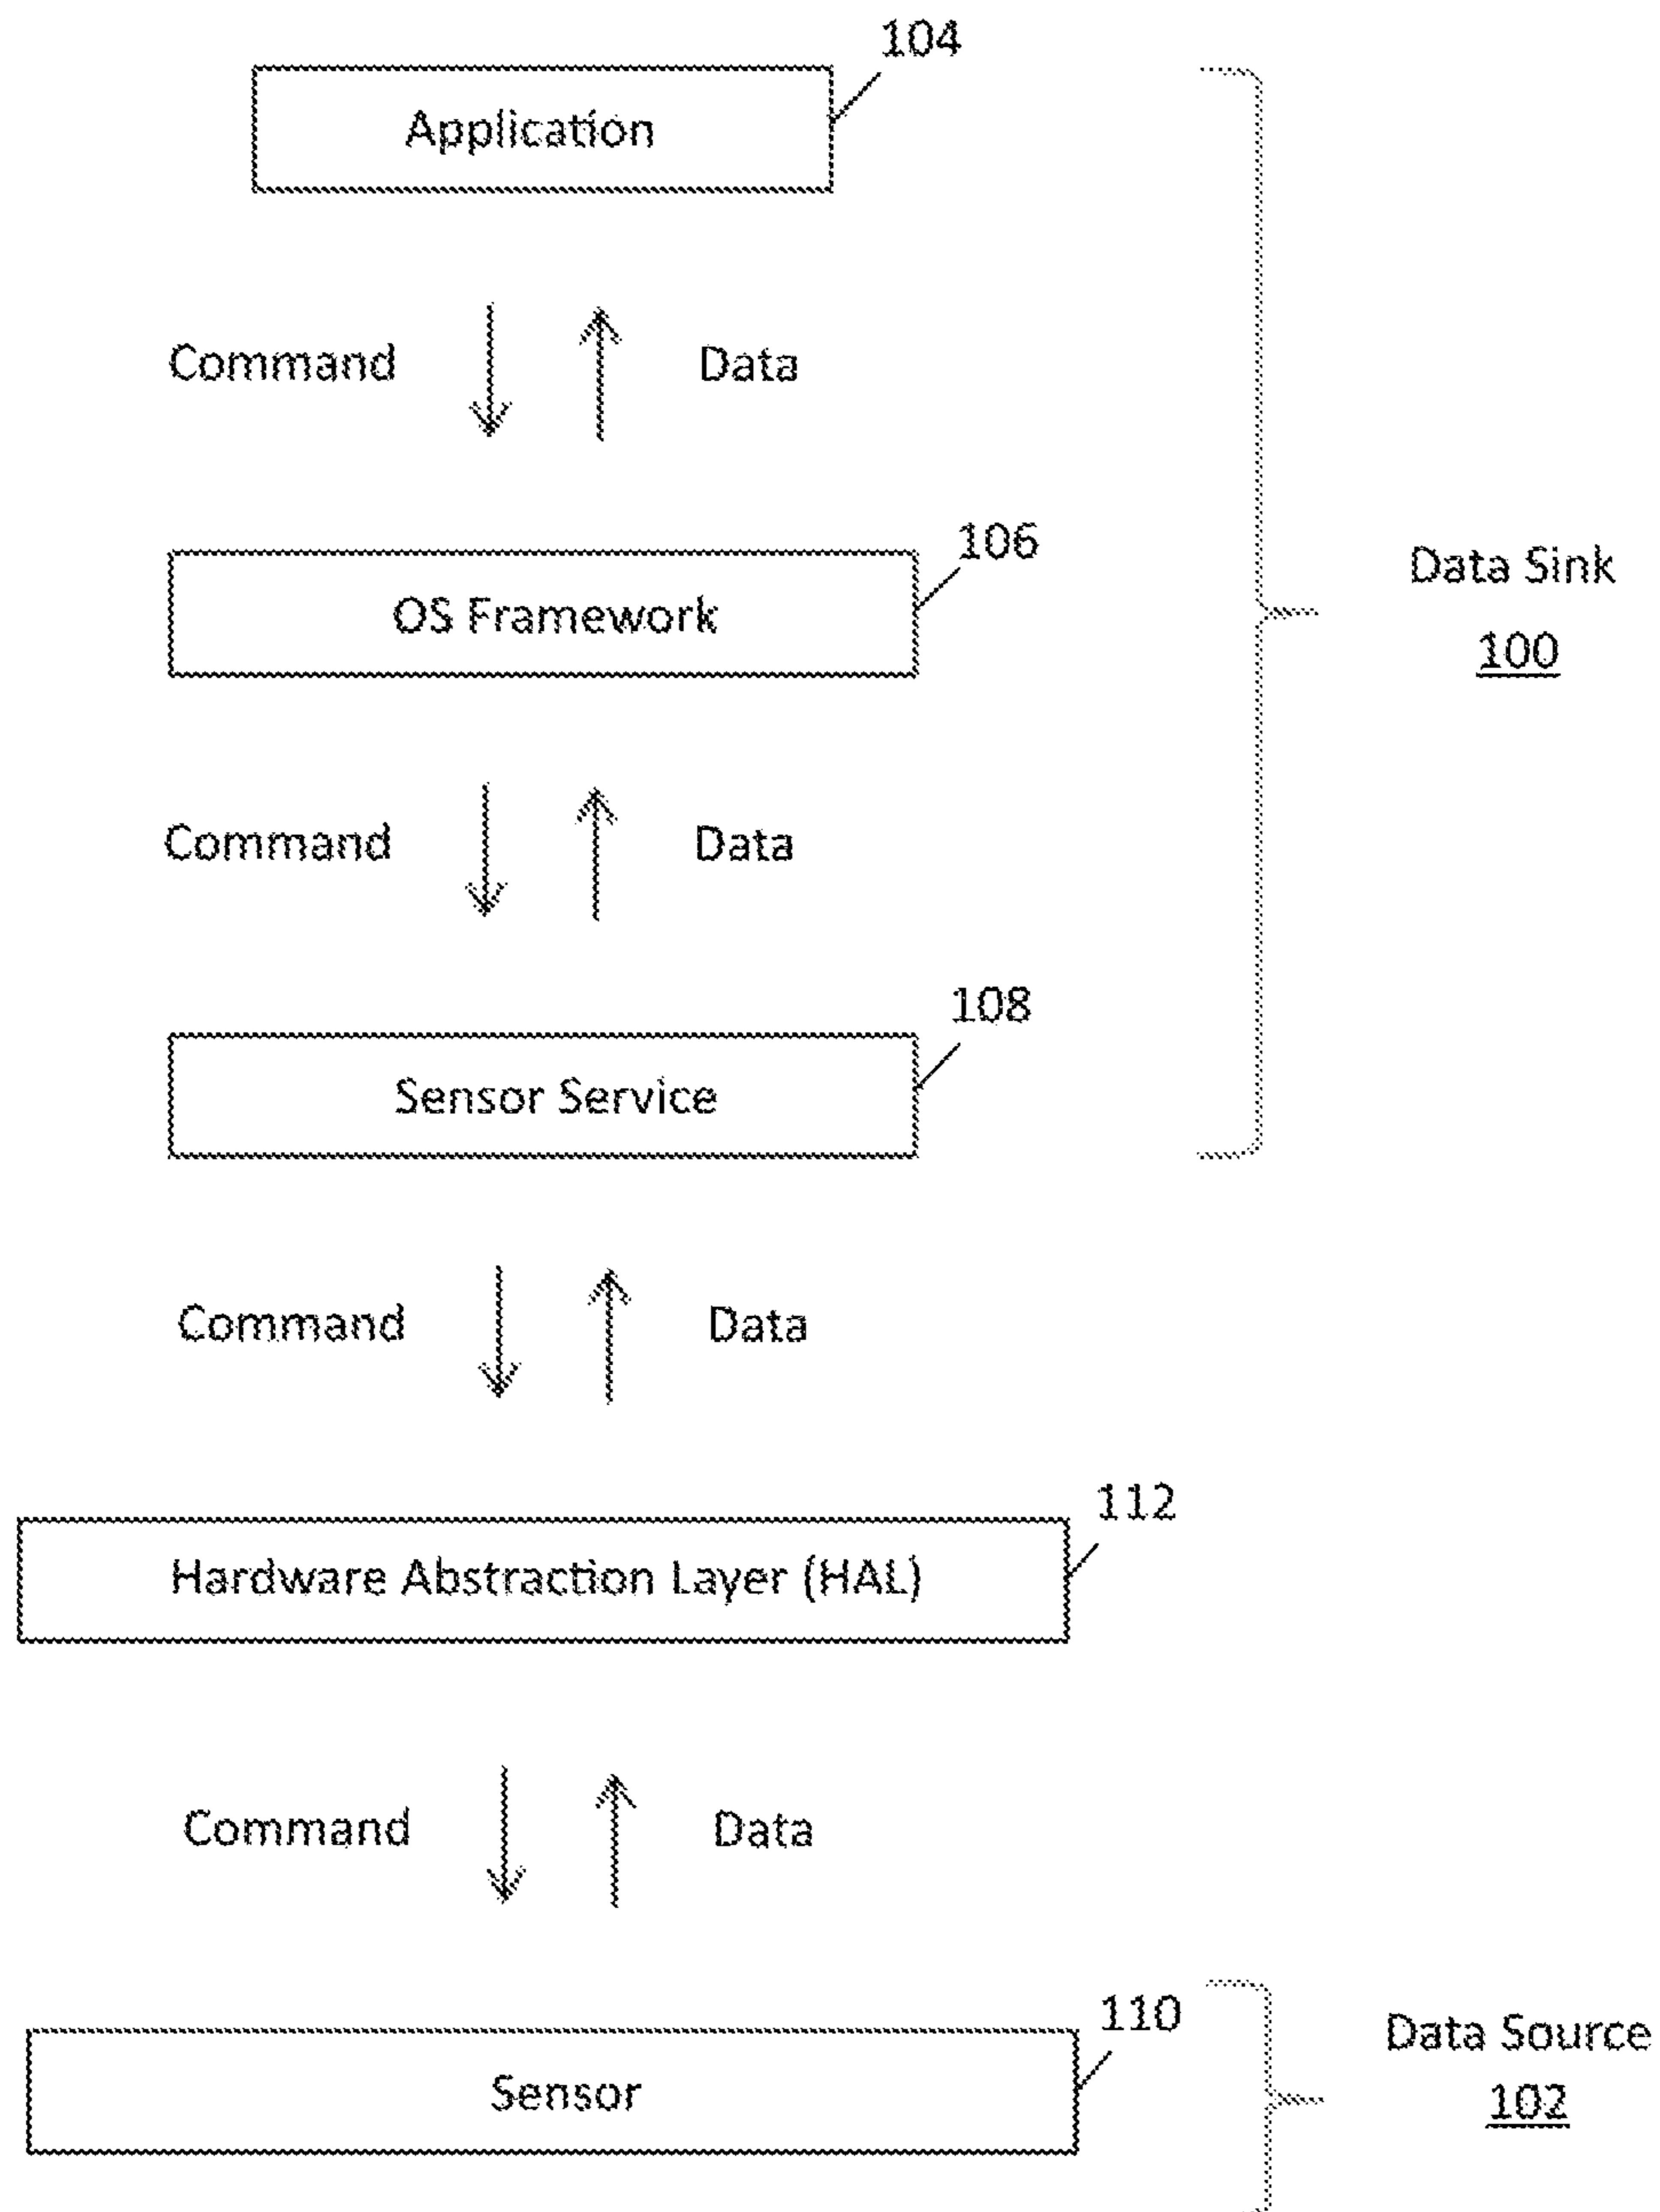 104
Application
Command
Data
106
OS Framework
Data Sink
100
Command
Data
108
Sensor Service
Command
Data
112
Hardware Abstraction Layer (HAL)
Command
Data
110
Sensor
Data Source
102